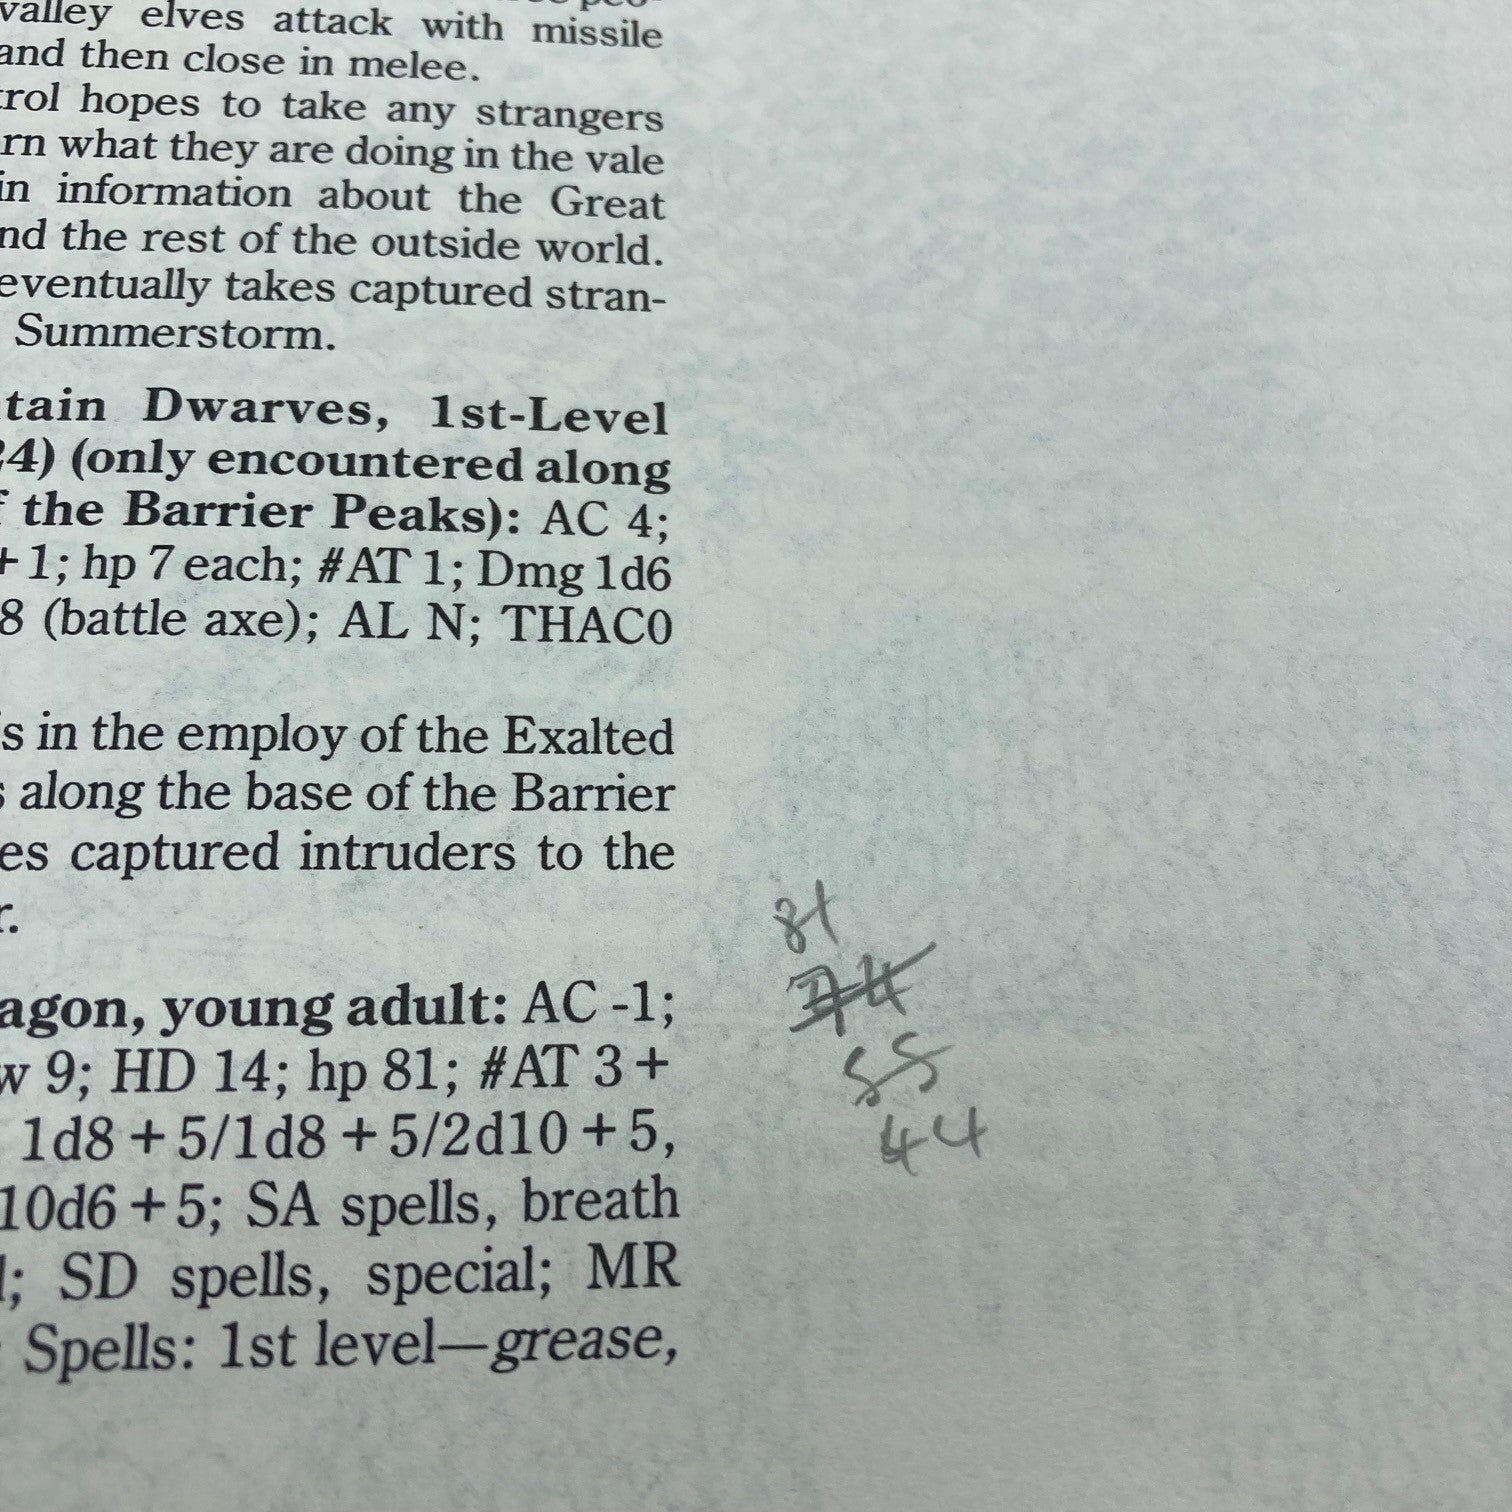 valley elves attack with missile
and then close in melee.
trol hopes to take any strangers
rn what they are doing in the vale
in information about the Great
nd the rest of the outside world.
eventually takes captured stran-
Summerstorm.
tain Dwarves, 1st-Level
24) (only encountered along
f the Barrier Peaks): AC 4;
+1; hp 7 each; #AT 1; Dmg 1d6
8 (battle axe); AL N; THAC0
s in the employ of the Exalted
s along the base of the Barrier
es captured intruders to the
r.
agon, young adult: AC -1;
w 9; HD 14; hp 81; #AT 3 +
1d8 + 5/1d8 + 5/2d10 + 5,
10d6 + 5; SA spells, breath
l; SD spells, special; MR
Spells: 1st level—grease,
81
74
55
44